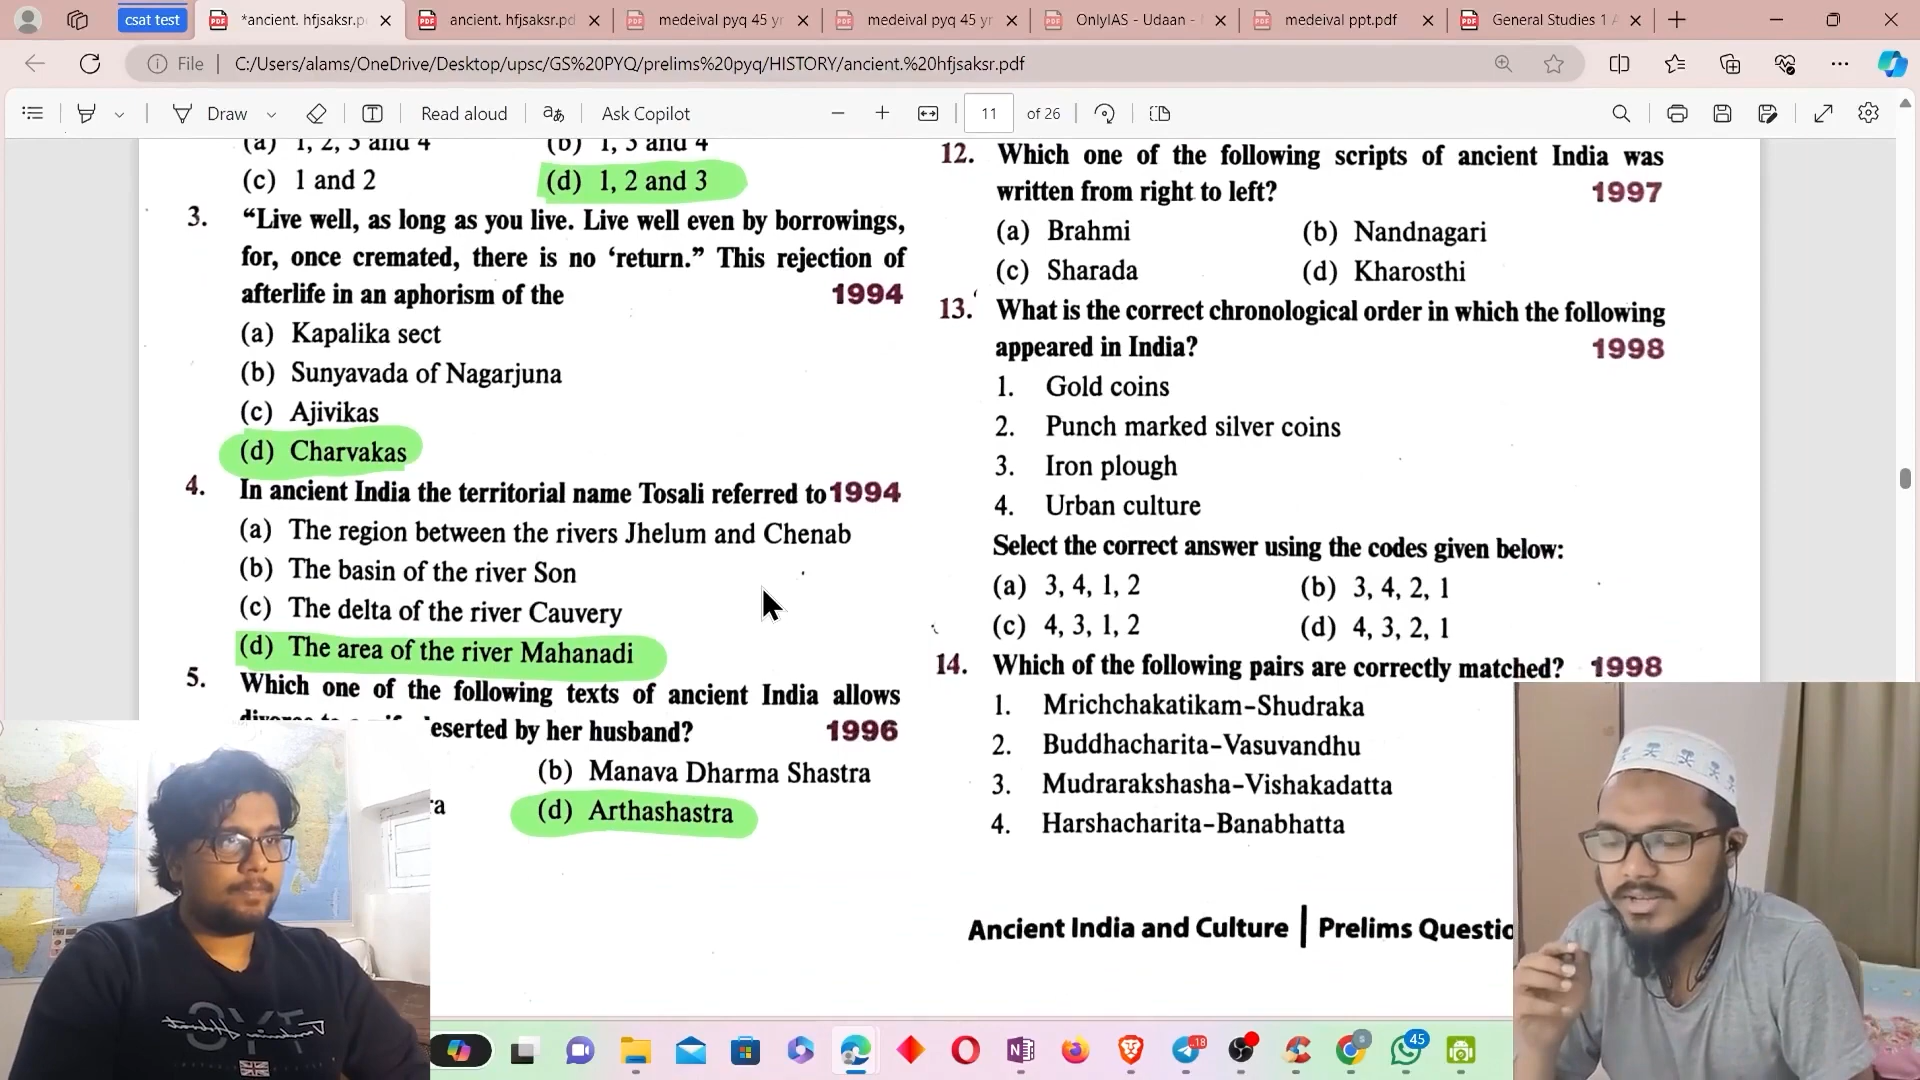 csat test
*ancient. hfjsaksr.p
ancient. hfjsaksr.pd
medeival pyq 45 yr
medeival pyq 45 yr
OnlyIAS - Udaan -
medeival ppt.pdf
General Studies 1
File
C:/Users/alams/OneDrive/Desktop/upsc/GS%20PYQ/prelims%20pyq/HISTORY/ancient.%20hfjsaksr.pdf
Draw
Read aloud
Ask Copilot
11 of 26
(a) 1, 2, 3 and 4 (b) 1, 3 and 4
(c) 1 and 2 (d) 1, 2 and 3
3. “Live well, as long as you live. Live well even by borrowings,
for, once cremated, there is no ‘return.” This rejection of
afterlife in an aphorism of the 1994
(a) Kapalika sect
(b) Sunyavada of Nagarjuna
(c) Ajivikas
(d) Charvakas
4. In ancient India the territorial name Tosali referred to 1994
(a) The region between the rivers Jhelum and Chenab
(b) The basin of the river Son
(c) The delta of the river Cauvery
(d) The area of the river Mahanadi
5. Which one of the following texts of ancient India allows
eserted by her husband? 1996
(b) Manava Dharma Shastra
a (d) Arthashastra
12. Which one of the following scripts of ancient India was
written from right to left? 1997
(a) Brahmi (b) Nandnagari
(c) Sharada (d) Kharosthi
13. What is the correct chronological order in which the following
appeared in India? 1998
1. Gold coins
2. Punch marked silver coins
3. Iron plough
4. Urban culture
Select the correct answer using the codes given below:
(a) 3, 4, 1, 2 (b) 3, 4, 2, 1
(c) 4, 3, 1, 2 (d) 4, 3, 2, 1
14. Which of the following pairs are correctly matched? 1998
1. Mrichchakatikam-Shudraka
2. Buddhacharita-Vasuvandhu
3. Mudrarakshasha-Vishakadatta
4. Harshacharita-Banabhatta
Ancient India and Culture | Prelims Questio
18
45